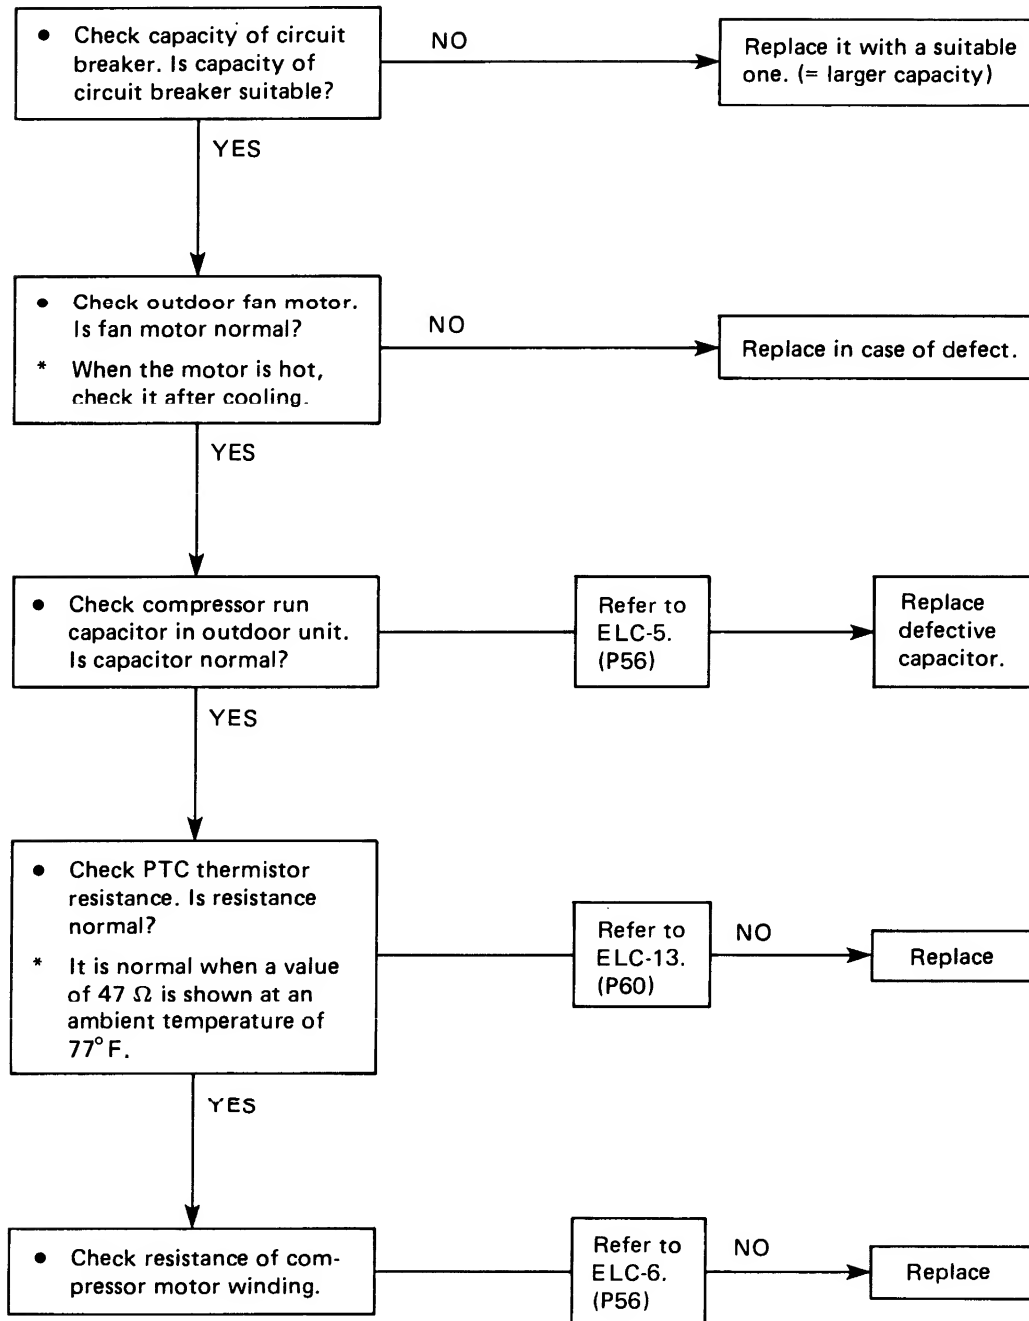 • Check capacity of circuit
breaker. Is capacity of
circuit breaker suitable?
NO
Replace it with a suitable
one. (= larger capacity)
YES
• Check outdoor fan motor.
Is fan motor normal?
* When the motor is hot,
check it after cooling.
NO
Replace in case of defect.
YES
• Check compressor run
capacitor in outdoor unit.
Is capacitor normal?
Refer to
ELC-5.
(P56)
Replace
defective
capacitor.
YES
• Check PTC thermistor
resistance. Is resistance
normal?
* It is normal when a value
of 47 Ω is shown at an
ambient temperature of
77°F.
Refer to
ELC-13.
(P60)
NO
Replace
YES
• Check resistance of com-
pressor motor winding.
Refer to
ELC-6.
(P56)
NO
Replace